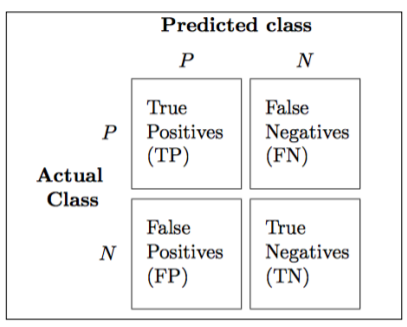 Predicted class
P N
True
Positives
(TP)
False
Negatives
(FN)
P
Actual
Class
False
Positives
(FP)
True
Negatives
(TN)
N